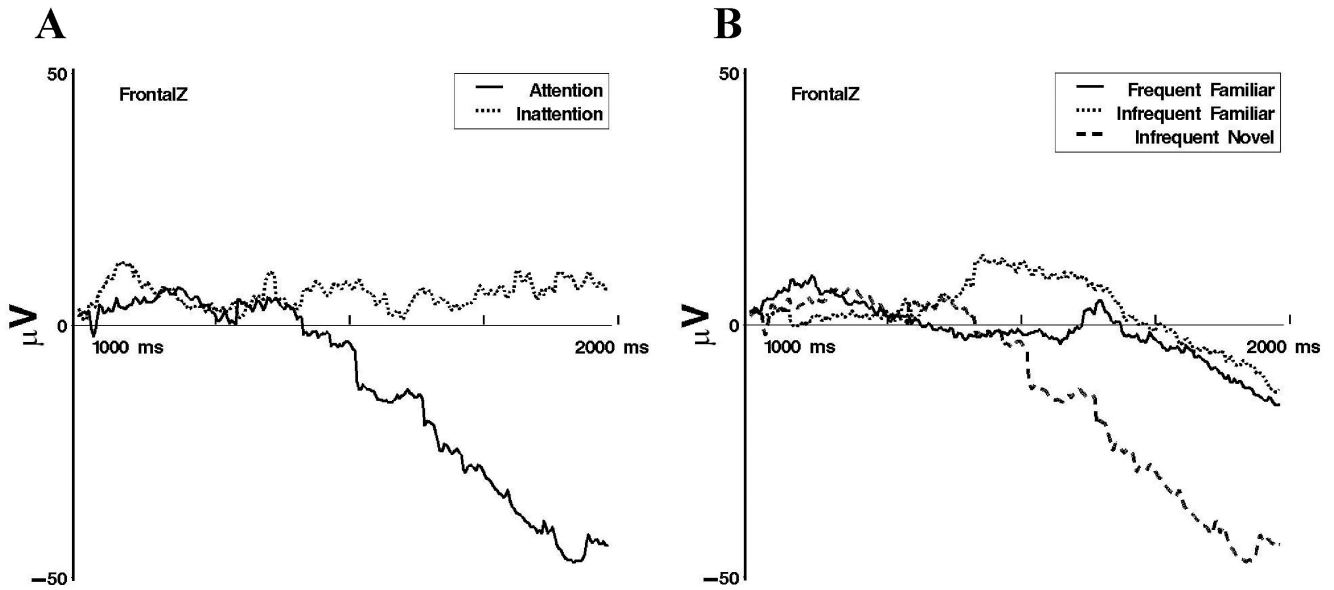 A
50
FrontalZ
Attention
Inattention
μV
0
1000 ms
2000 ms
−50
B
50
FrontalZ
Frequent Familiar
Infrequent Familiar
Infrequent Novel
μV
0
1000 ms
2000 ms
−50